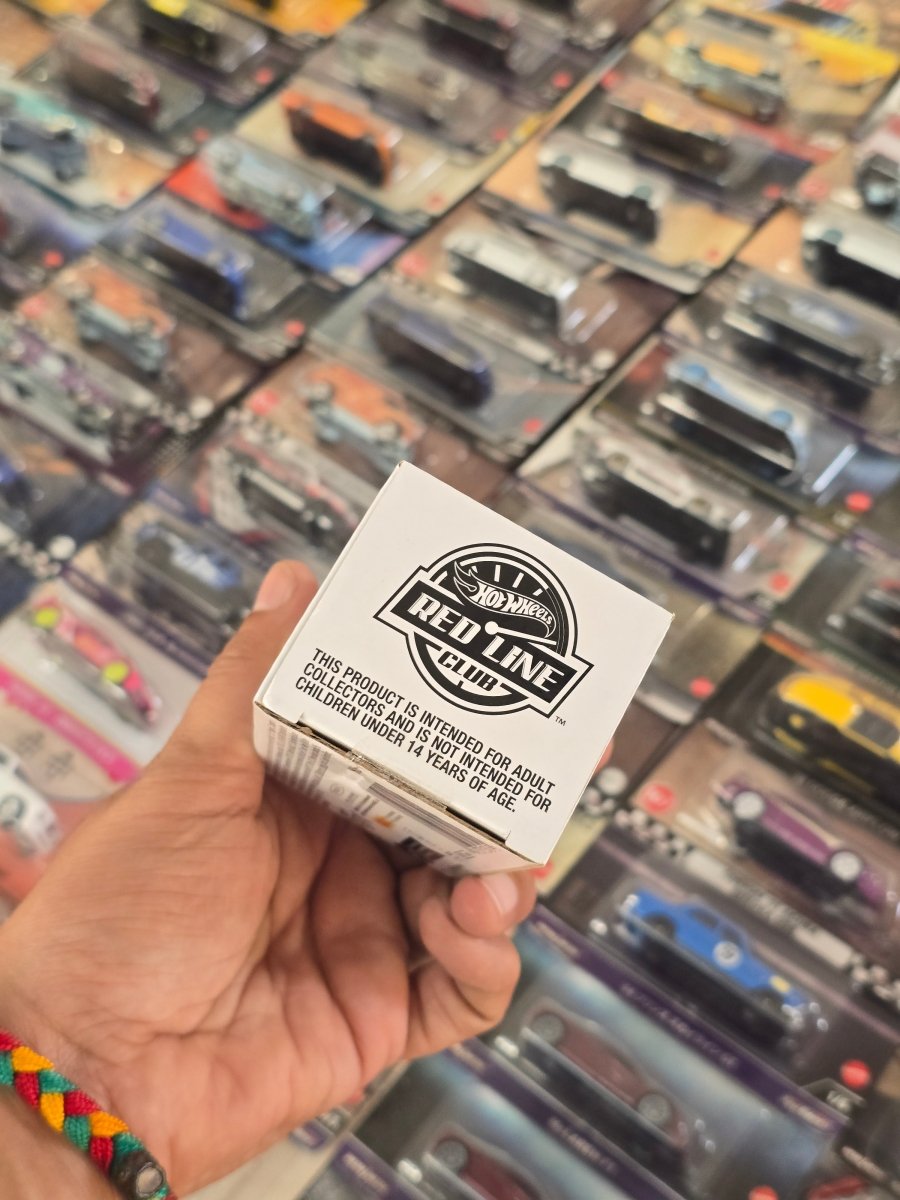 HOT WHEELS
RED LINE
CLUB
TM
THIS PRODUCT IS INTENDED FOR ADULT
COLLECTORS AND IS NOT INTENDED FOR
CHILDREN UNDER 14 YEARS OF AGE.